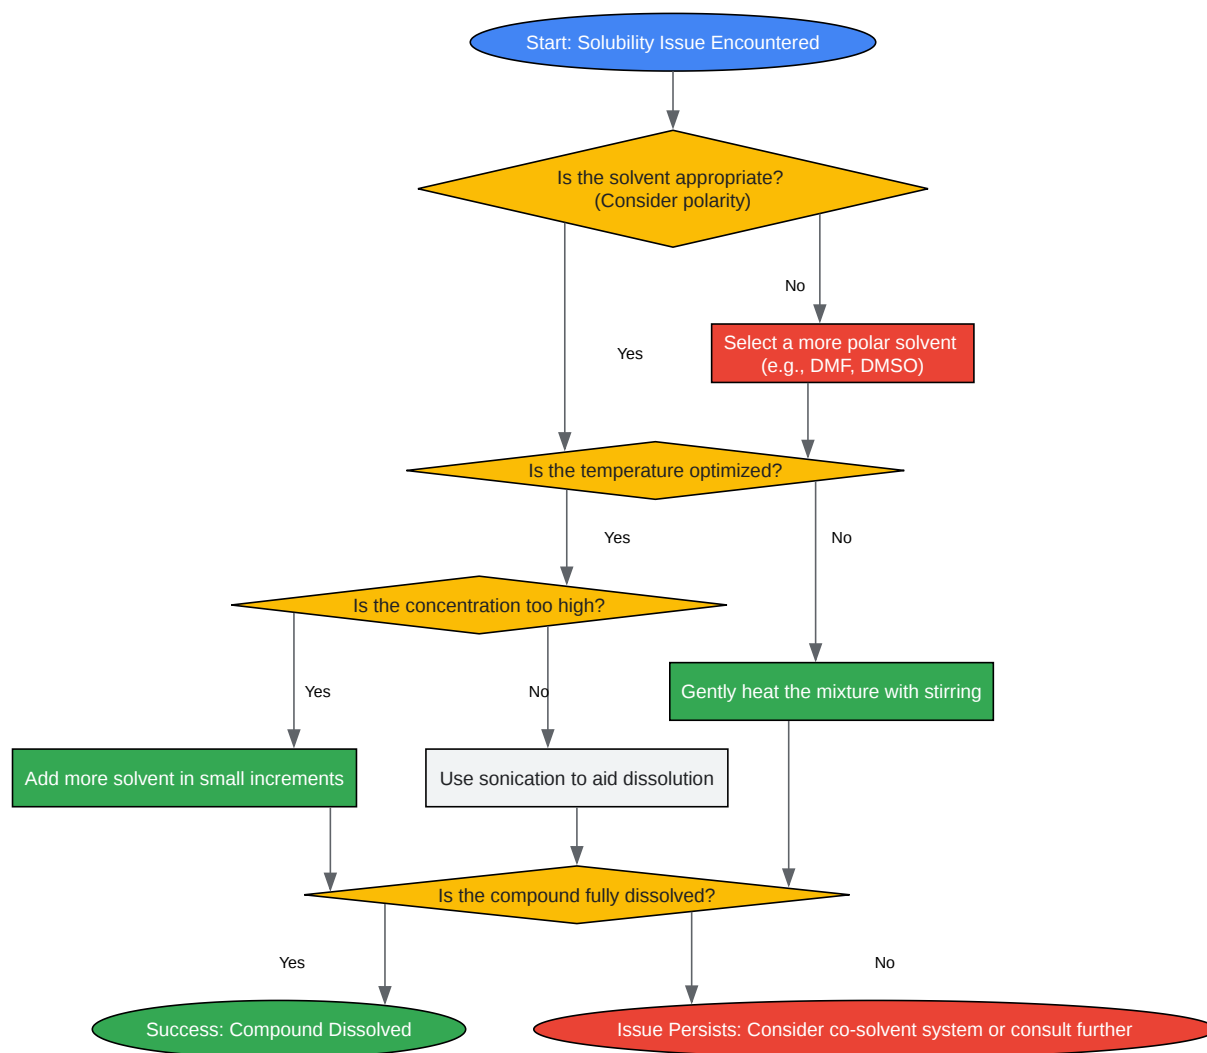 Start: Solubility Issue Encountered
Is the solvent appropriate?
(Consider polarity)
No
Yes
Select a more polar solvent
(e.g., DMF, DMSO)
Is the temperature optimized?
Yes
No
Is the concentration too high?
Yes
No
Gently heat the mixture with stirring
Add more solvent in small increments
Use sonication to aid dissolution
Is the compound fully dissolved?
Yes
No
Success: Compound Dissolved
Issue Persists: Consider co-solvent system or consult further